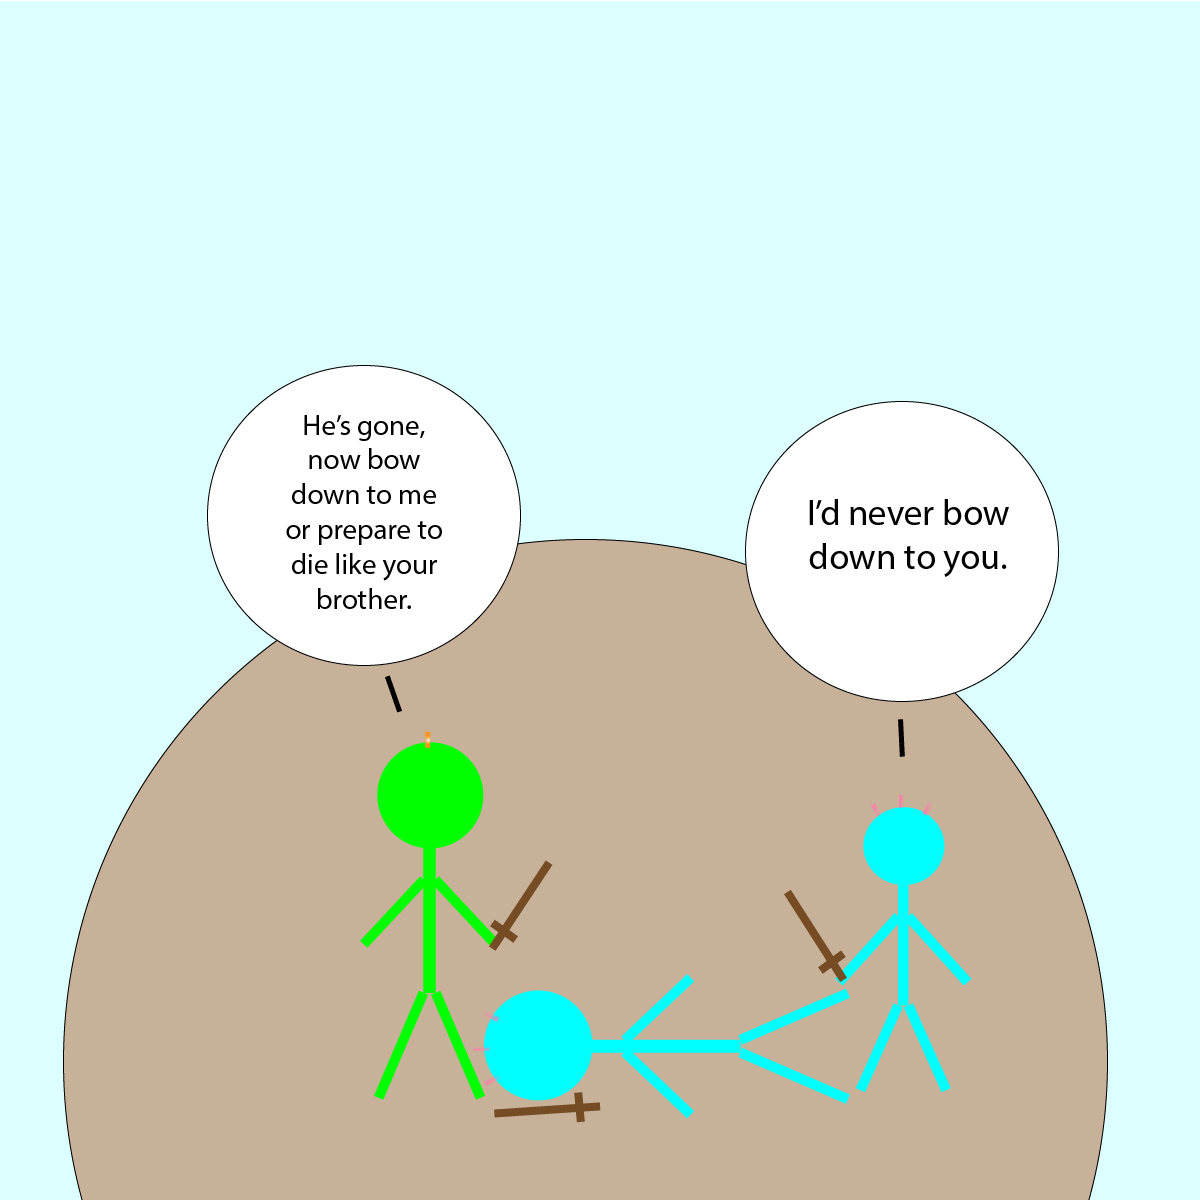 He’s gone,
now bow
down to me
or prepare to
die like your
brother.
I’d never bow
down to you.